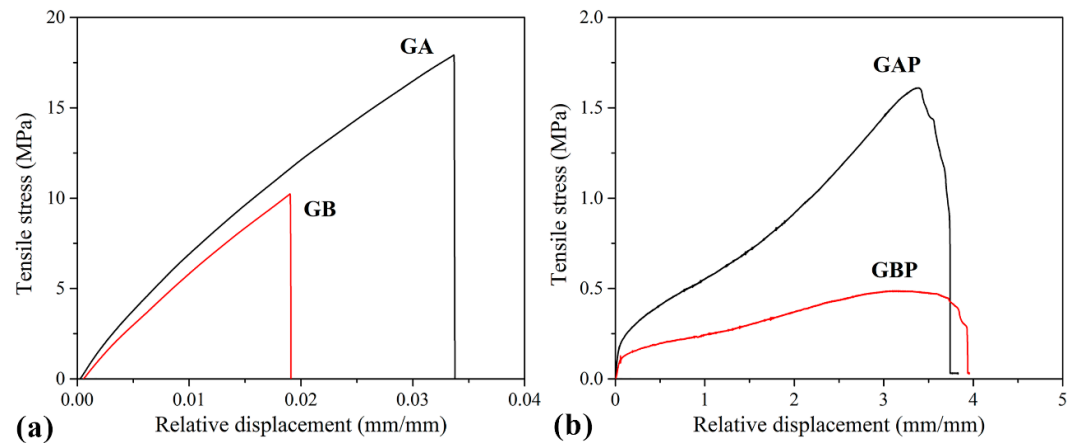 20
15
10
5
0
Tensile stress (MPa)
GA
GB
0.00
0.01
0.02
0.03
0.04
Relative displacement (mm/mm)
(a)
2.0
1.5
1.0
0.5
0.0
Tensile stress (MPa)
GAP
GBP
0
1
2
3
4
5
Relative displacement (mm/mm)
(b)